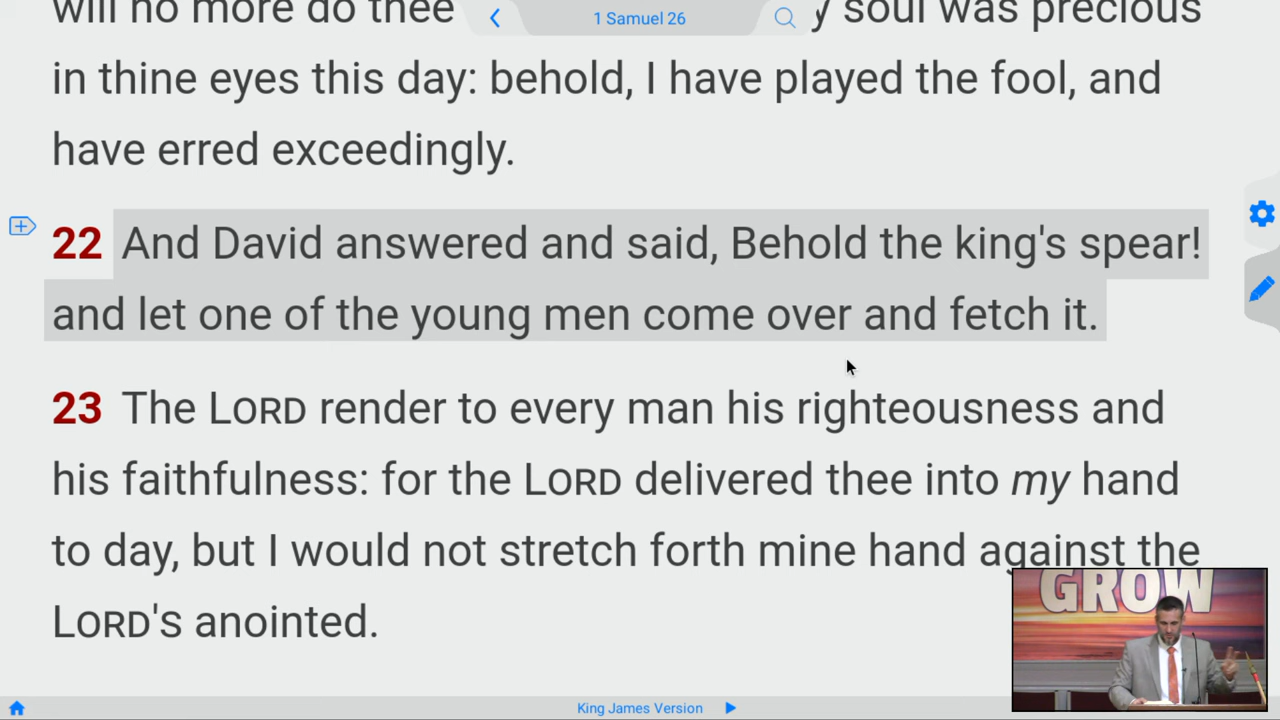 will no more do thee
y soul was precious
1 Samuel 26
in thine eyes this day: behold, I have played the fool, and
have erred exceedingly.
22 And David answered and said, Behold the king's spear!
and let one of the young men come over and fetch it.
23 The LORD render to every man his righteousness and
his faithfulness: for the LORD delivered thee into my hand
to day, but I would not stretch forth mine hand against the
LORD's anointed.
GROW
King James Version